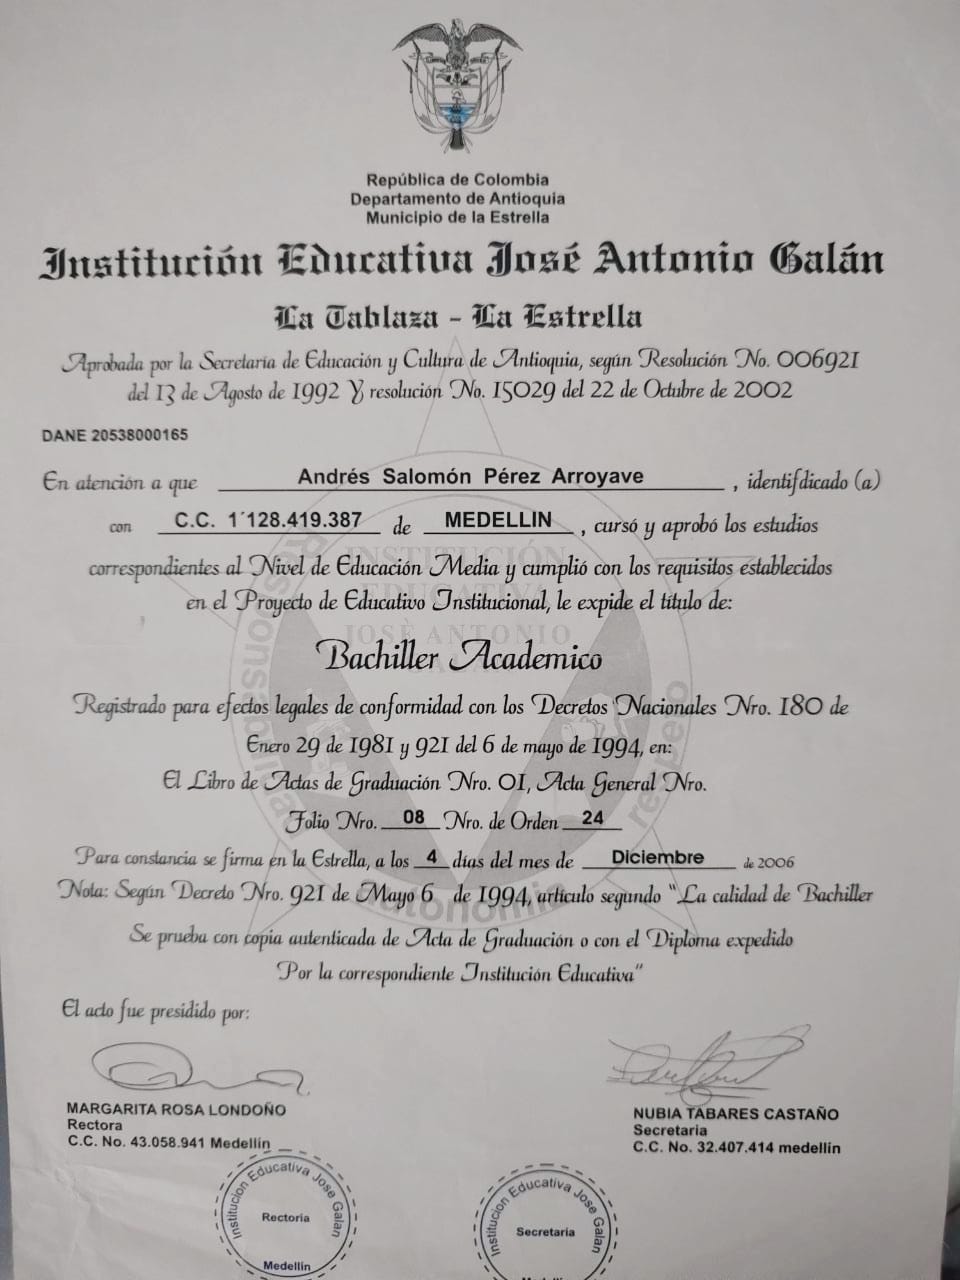 República de Colombia
Departamento de Antioquia
Municipio de la Estrella
Institución Educativa José Antonio Galán
La Tablaza - La Estrella
Aprobada por la Secretaría de Educación y Cultura de Antioquia, según Resolución No. 006921
del 13 de Agosto de 1992 Y resolución No. 15029 del 22 de Octubre de 2002
DANE 20538000165
En atención a que Andrés Salomón Pérez Arroyave, identifdicado (a)
con C.C. 1´128.419.387 de MEDELLIN, cursó y aprobó los estudios
correspondientes al Nivel de Educación Media y cumplió con los requisitos establecidos
en el Proyecto de Educativo Institucional, le expide el título de:
INSTITUCIÓN
EDUCATIVA
JOSÈ ANTONIO
GALÁN
Bachiller Academico
Registrado para efectos legales de conformidad con los Decretos Nacionales Nro. 180 de
Enero 29 de 1981 y 921 del 6 de mayo de 1994, en:
El Libro de Actas de Graduación Nro. 01, Acta General Nro.
Folio Nro. 08 Nro. de Orden 24
Para constancia se firma en la Estrella, a los 4 días del mes de Diciembre de 2006
Nota: Según Decreto Nro. 921 de Mayo 6 de 1994, artículo segundo "La calidad de Bachiller
Se prueba con copia autenticada de Acta de Graduación o con el Diploma expedido
Por la correspondiente Institución Educativa"
respeto
El acto fue presidido por:
MARGARITA ROSA LONDOÑO
Rectora
C.C. No. 43.058.941 Medellín
NUBIA TABARES CASTAÑO
Secretaria
C.C. No. 32.407.414 medellín
Institucion Educativa Jose Galan
Rectoria
Medellin
Institucion Educativa Jose Galan
Secretaria